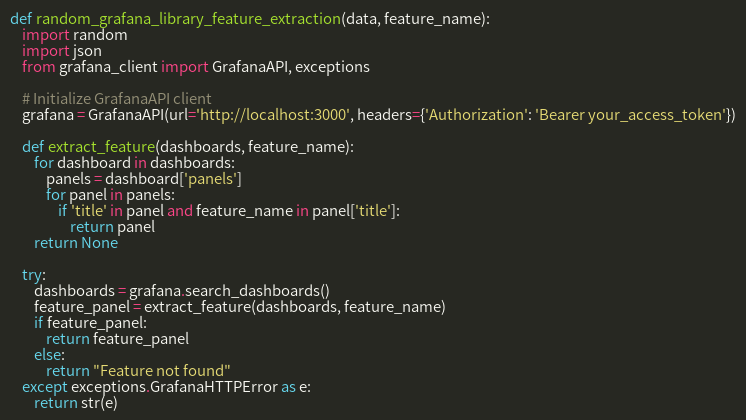 def random_grafana_library_feature_extraction(data, feature_name):
    import random
    import json
    from grafana_client import GrafanaAPI, exceptions

    # Initialize GrafanaAPI client
    grafana = GrafanaAPI(url='http://localhost:3000', headers={'Authorization': 'Bearer your_access_token'})

    def extract_feature(dashboards, feature_name):
        for dashboard in dashboards:
            panels = dashboard['panels']
            for panel in panels:
                if 'title' in panel and feature_name in panel['title']:
                    return panel
        return None

    try:
        dashboards = grafana.search_dashboards()
        feature_panel = extract_feature(dashboards, feature_name)
        if feature_panel:
            return feature_panel
        else:
            return "Feature not found"
    except exceptions.GrafanaHTTPError as e:
        return str(e)